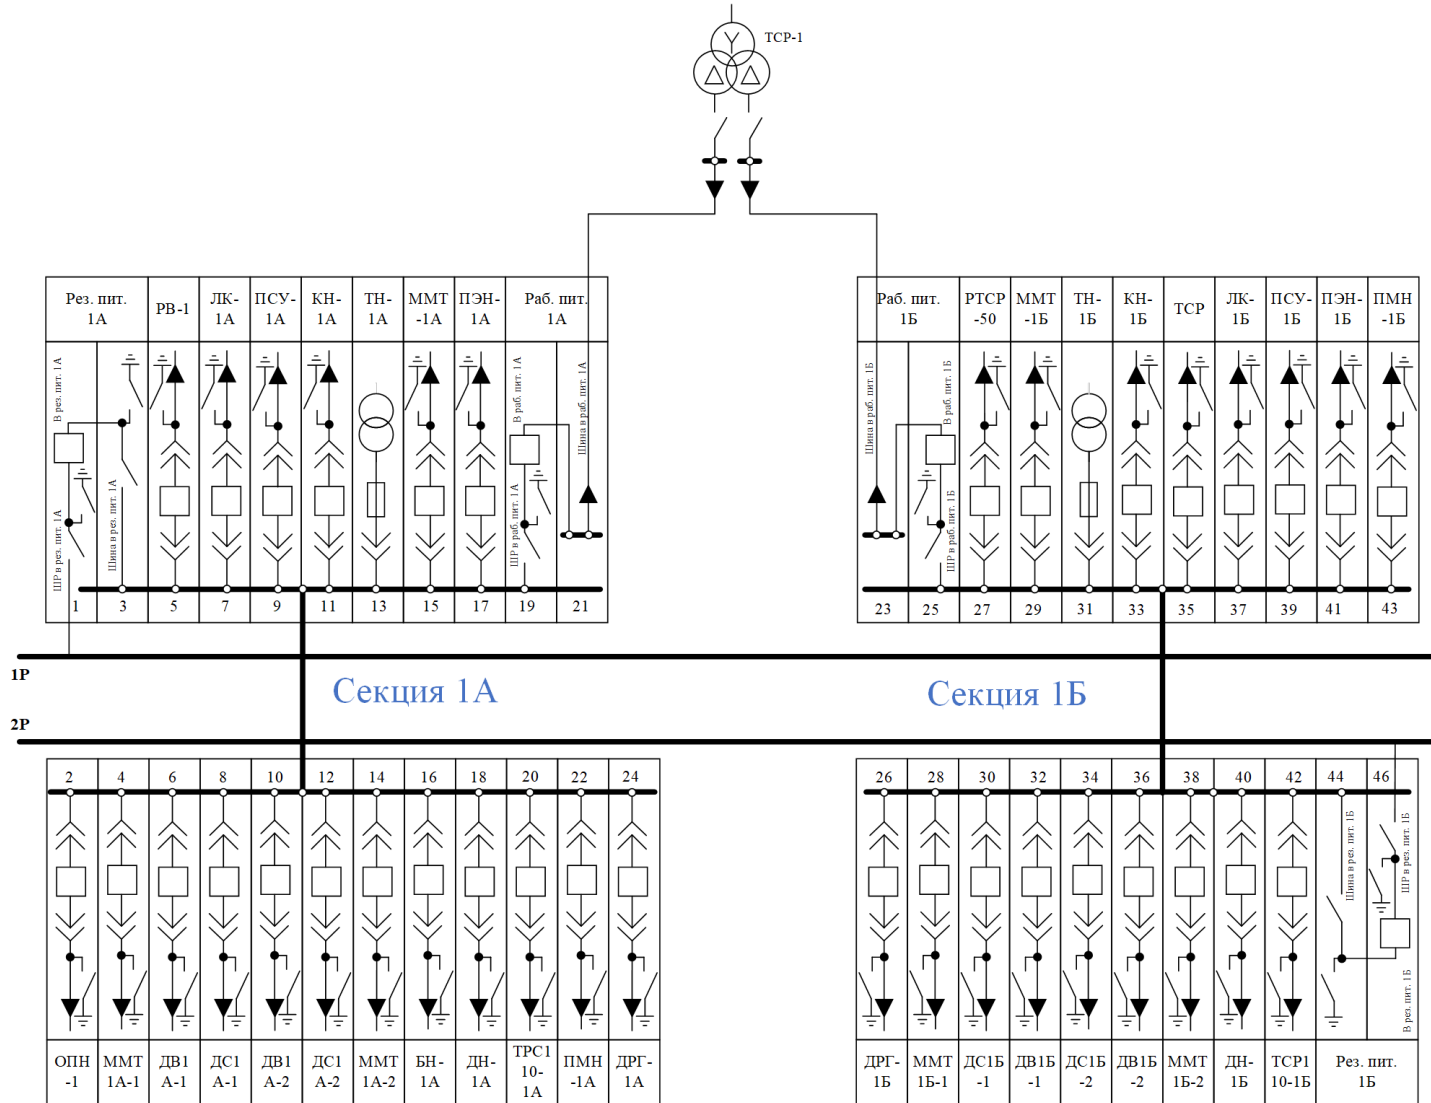 ТСР-1
Рез. пит.
1А
РВ-1
ЛК-
1А
ПСУ-
1А
КН-
1А
ТН-
1А
ММТ
-1А
ПЭН-
1А
Раб. пит.
1А
Раб. пит.
1Б
РТСР
-50
ММТ
-1Б
ТН-
1Б
КН-
1Б
ТСР
ЛК-
1Б
ПСУ-
1Б
ПЭН-
1Б
ПМН
-1Б
В рез. пит. 1А
ШР в рез. пит. 1А
Шина в рез. пит. 1А
В раб. пит. 1А
ШР в раб. пит. 1А
Шина в раб. пит. 1А
Шина в раб. пит. 1Б
В раб. пит. 1Б
ШР в раб. пит. 1Б
1 3 5 7 9 11 13 15 17 19 21
23 25 27 29 31 33 35 37 39 41 43
1Р
Секция 1А
Секция 1Б
2Р
2 4 6 8 10 12 14 16 18 20 22 24
26 28 30 32 34 36 38 40 42 44 46
Шина в рез. пит. 1Б
ШР в рез. пит. 1Б
В рез. пит. 1Б
ОПН
-1
ММТ
1А-1
ДВ1
А-1
ДС1
А-1
ДВ1
А-2
ДС1
А-2
ММТ
1А-2
БН-
1А
ДН-
1А
ТРС1
10-
1А
ПМН
-1А
ДРГ-
1А
ДРГ-
1Б
ММТ
1Б-1
ДС1Б
-1
ДВ1Б
-1
ДС1Б
-2
ДВ1Б
-2
ММТ
1Б-2
ДН-
1Б
ТСР1
10-1Б
Рез. пит.
1Б